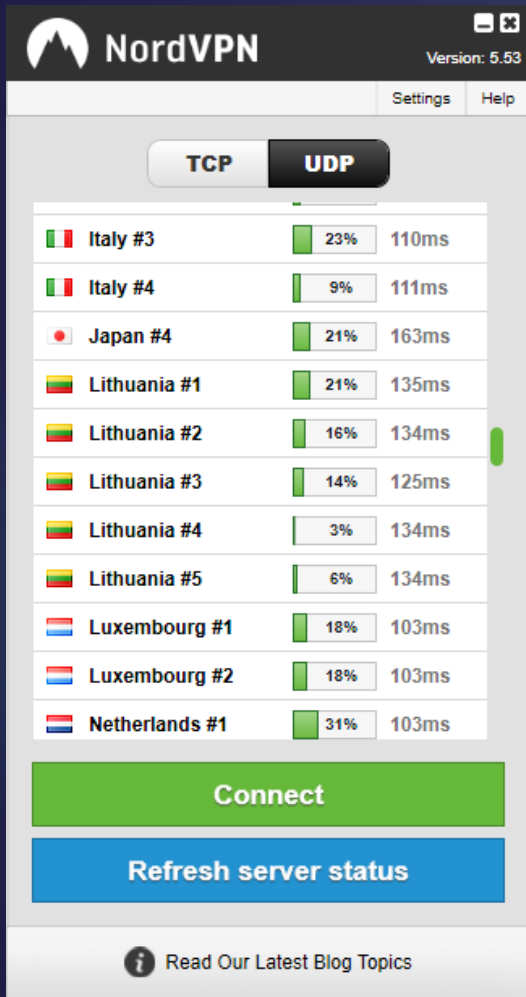 NordVPN
Version: 5.53
Settings Help
TCP UDP
Italy #3 23% 110ms
Italy #4 9% 111ms
Japan #4 21% 163ms
Lithuania #1 21% 135ms
Lithuania #2 16% 134ms
Lithuania #3 14% 125ms
Lithuania #4 3% 134ms
Lithuania #5 6% 134ms
Luxembourg #1 18% 103ms
Luxembourg #2 18% 103ms
Netherlands #1 31% 103ms
Connect
Refresh server status
Read Our Latest Blog Topics